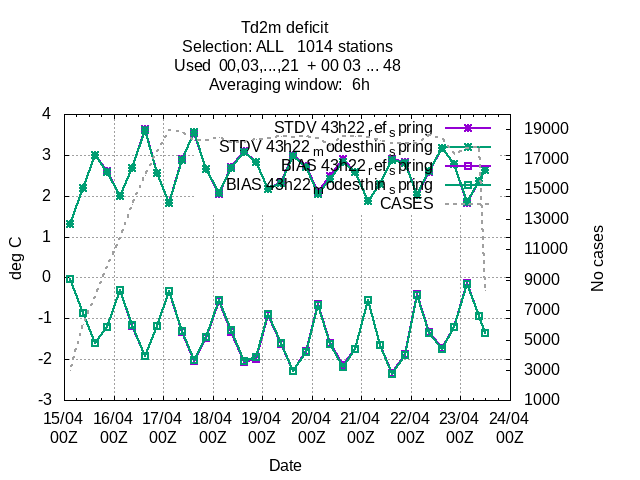 Td2m deficit
Selection: ALL   1014 stations
Used  00,03,...,21  + 00 03 ... 48
Averaging window:  6h
STDV 43h22_ref_spring
STDV 43h22_modesthin_spring
BIAS 43h22_ref_spring
BIAS 43h22_modesthin_spring
CASES
deg C
4
3
2
1
0
-1
-2
-3
19000
17000
15000
13000
11000
9000
7000
5000
3000
1000
No cases
15/04 16/04 17/04 18/04 19/04 20/04 21/04 22/04 23/04 24/04
00Z 00Z 00Z 00Z 00Z 00Z 00Z 00Z 00Z 00Z
Date